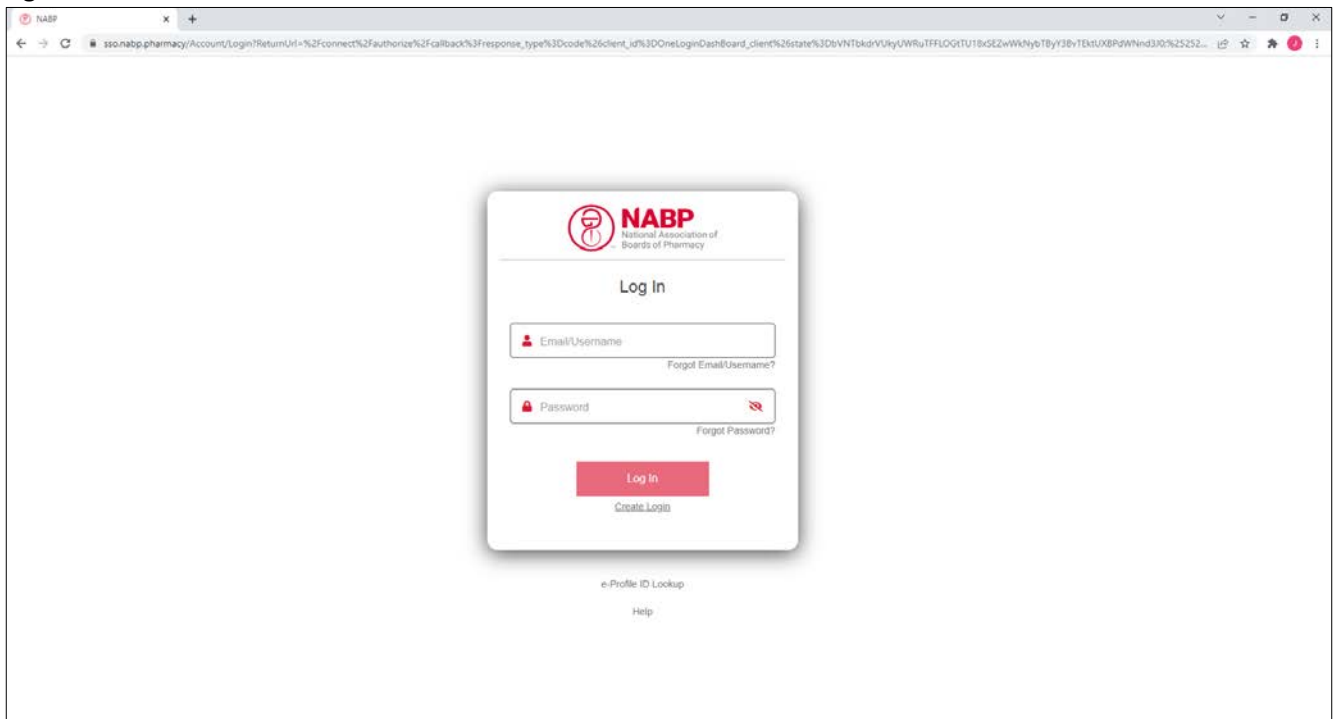 NABP
sso.nabp.pharmacy/Account/Login?ReturnUrl=%2Fconnect%2Fauthorize%2Fcallback%3Fresponse_type%3Dcode%26client_id%3DOneLoginDashBoard_client%26state%3D
NABP
National Association of
Boards of Pharmacy
Log In
Email/Username
Forgot Email/Username?
Password
Forgot Password?
Log In
Create Login
e-Profile ID Lookup
Help